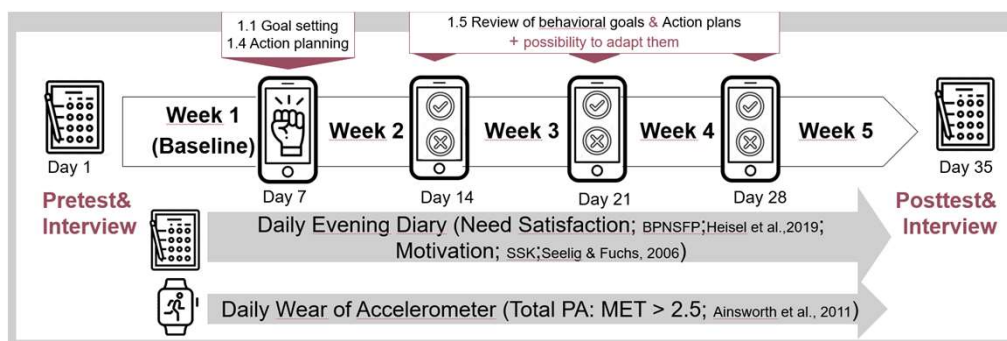 1.1 Goal setting
1.4 Action planning
1.5 Review of behavioral goals & Action plans
+ possibility to adapt them
Week 1
(Baseline)
Week 2
Week 3
Week 4
Week 5
Day 1
Day 7
Day 14
Day 21
Day 28
Day 35
Pretest&
Interview
Posttest&
Interview
Daily Evening Diary (Need Satisfaction; BPNSFP;Heisel et al.,2019;
Motivation; SSK;Seelig & Fuchs, 2006)
Daily Wear of Accelerometer (Total PA: MET > 2.5; Ainsworth et al., 2011)